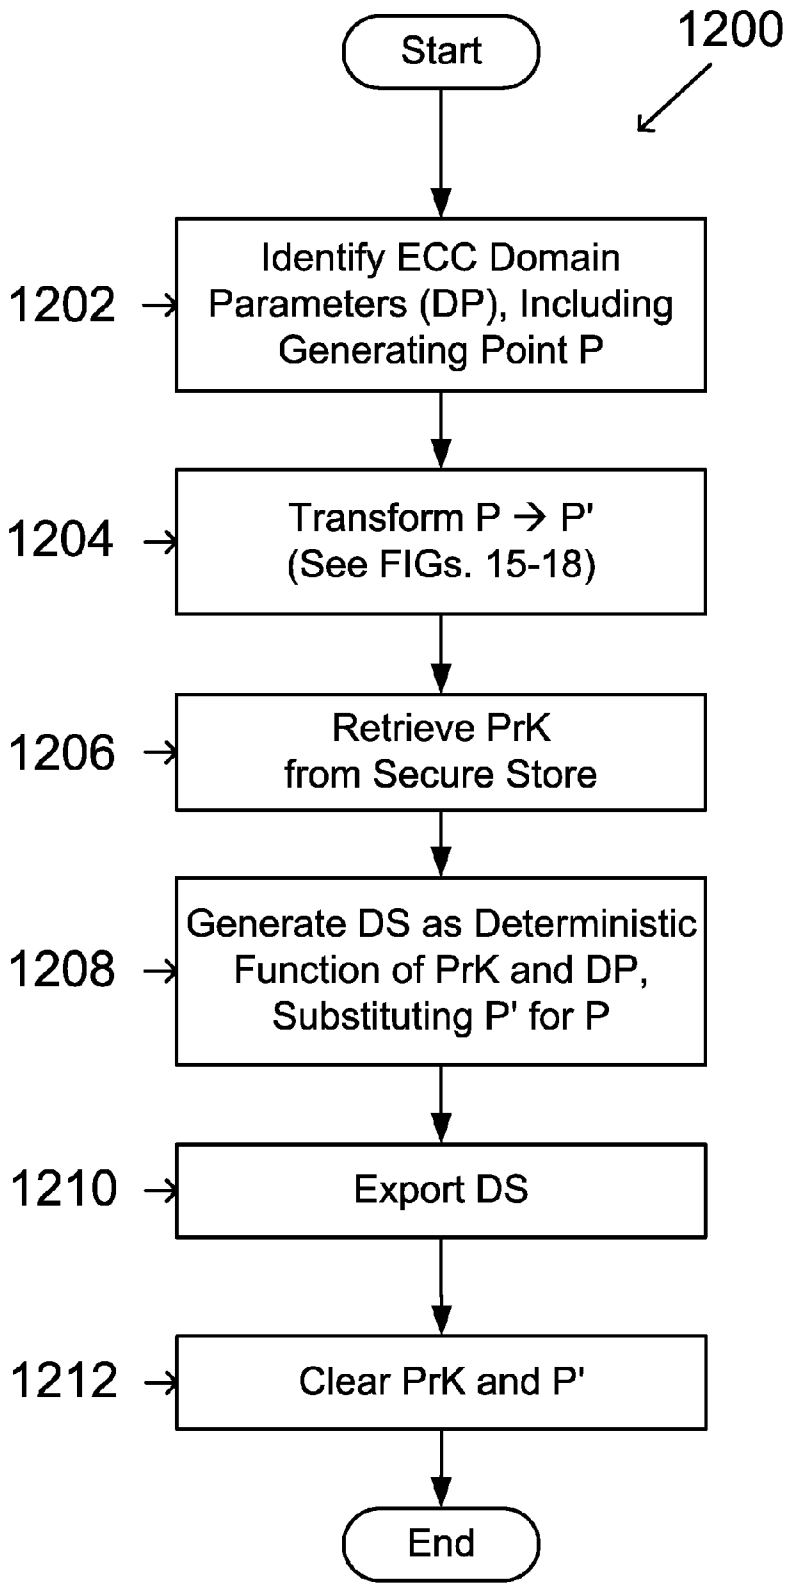 Start
1200
1202
Identify ECC Domain
Parameters (DP), Including
Generating Point P
1204
Transform P → P'
(See FIGs. 15-18)
1206
Retrieve PrK
from Secure Store
1208
Generate DS as Deterministic
Function of PrK and DP,
Substituting P' for P
1210
Export DS
1212
Clear PrK and P'
End